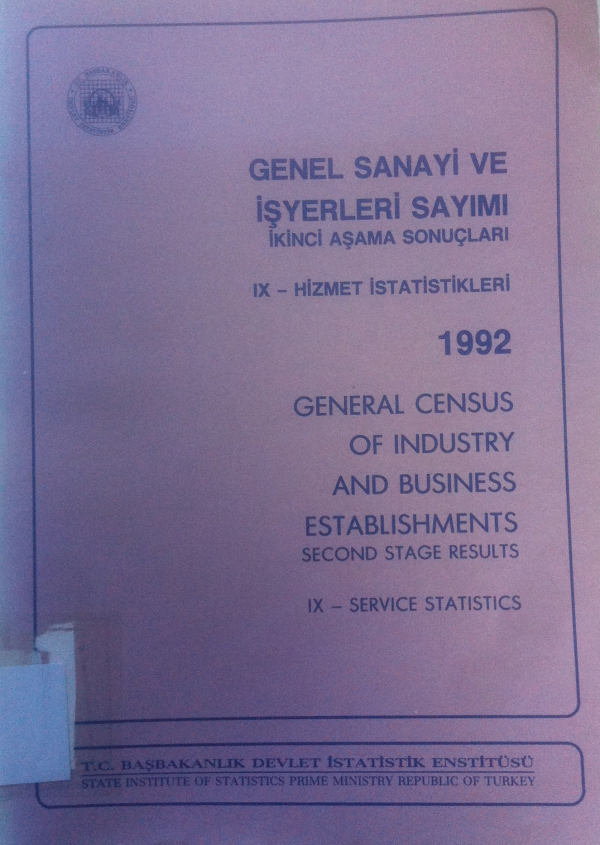 GENEL SANAYİ VE
İŞYERLERİ SAYIMI
İKİNCİ AŞAMA SONUÇLARI
IX – HİZMET İSTATİSTİKLERİ
1992
GENERAL CENSUS
OF INDUSTRY
AND BUSINESS
ESTABLISHMENTS
SECOND STAGE RESULTS
IX – SERVICE STATISTICS
T.C. BAŞBAKANLIK DEVLET İSTATİSTİK ENSTİTÜSÜ
STATE INSTITUTE OF STATISTICS PRIME MINISTRY REPUBLIC OF TURKEY